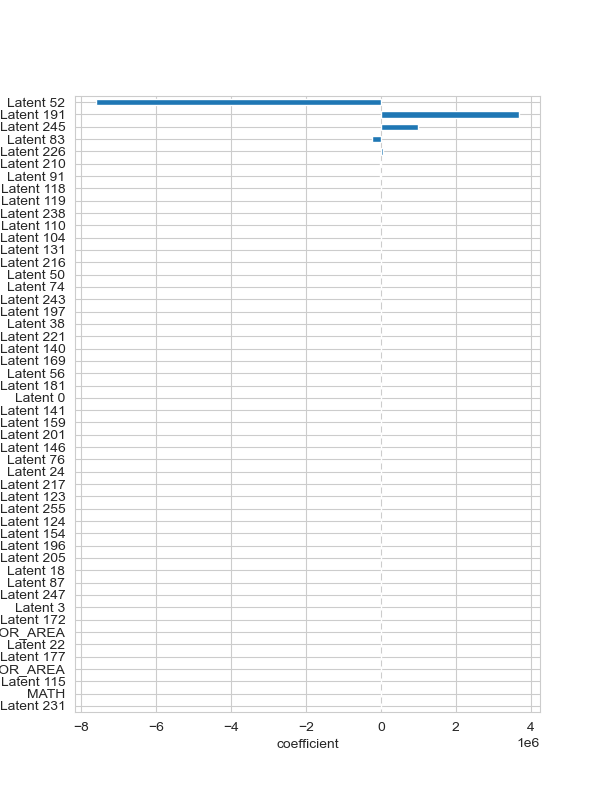 Latent 52
Latent 191
Latent 245
Latent 83
Latent 226
Latent 210
Latent 91
Latent 118
Latent 119
Latent 238
Latent 110
Latent 104
Latent 131
Latent 216
Latent 50
Latent 74
Latent 243
Latent 197
Latent 38
Latent 221
Latent 140
Latent 169
Latent 56
Latent 181
Latent 0
Latent 141
Latent 159
Latent 201
Latent 146
Latent 76
Latent 24
Latent 217
Latent 123
Latent 255
Latent 124
Latent 154
Latent 196
Latent 205
Latent 18
Latent 87
Latent 247
Latent 3
Latent 172
OR_AREA
Latent 22
Latent 177
OR_AREA
Latent 115
MATH
Latent 231
−8 −6 −4 −2 0 2 4
coefficient
1e6